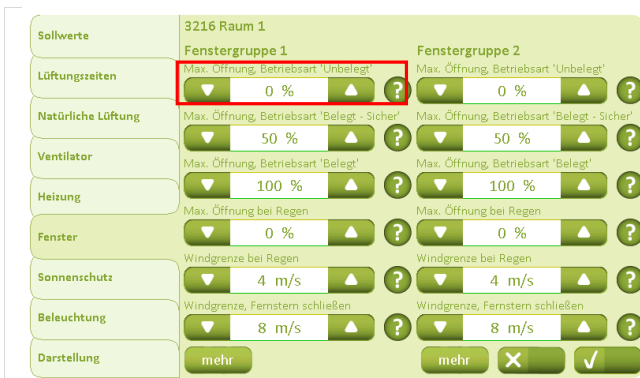 3216 Raum 1
Sollwerte
Lüftungszeiten
Natürliche Lüftung
Ventilator
Heizung
Fenster
Sonnenschutz
Beleuchtung
Darstellung
Fenstergruppe 1
Max. Öffnung, Betriebsart 'Unbelegt'
0 %
?
Max. Öffnung, Betriebsart 'Belegt - Sicher'
50 %
?
Max. Öffnung, Betriebsart 'Belegt'
100 %
?
Max. Öffnung bei Regen
0 %
?
Windgrenze bei Regen
4 m/s
?
Windgrenze, Fernstern schließen
8 m/s
?
mehr
Fenstergruppe 2
Max. Öffnung, Betriebsart 'Unbelegt'
0 %
?
Max. Öffnung, Betriebsart 'Belegt - Sicher'
50 %
?
Max. Öffnung, Betriebsart 'Belegt'
100 %
?
Max. Öffnung bei Regen
0 %
?
Windgrenze bei Regen
4 m/s
?
Windgrenze, Fernstern schließen
8 m/s
?
mehr